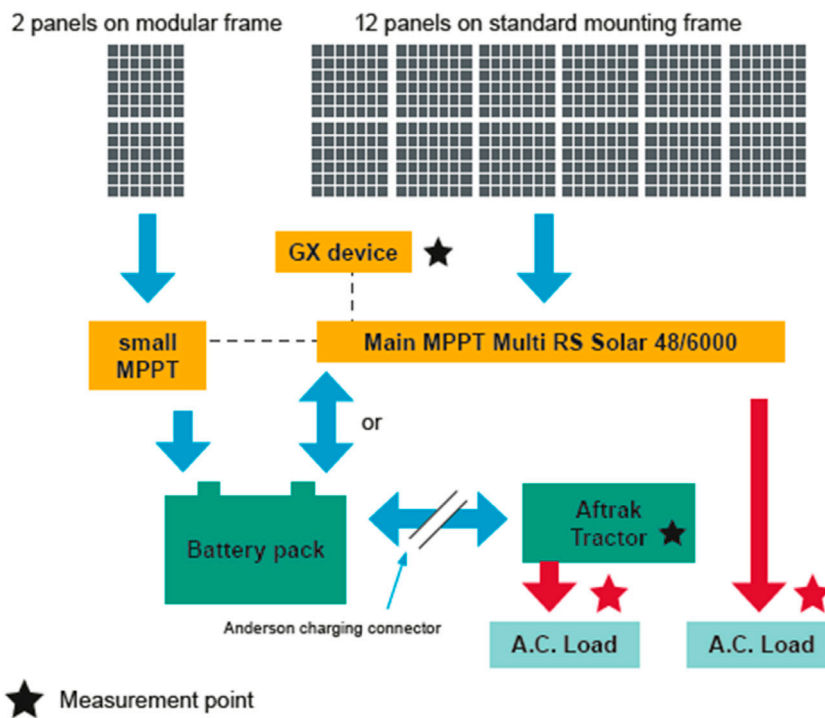 2 panels on modular frame
12 panels on standard mounting frame
GX device
small
MPPT
Main MPPT Multi RS Solar 48/6000
or
Battery pack
Aftrak
Tractor
Anderson charging connector
A.C. Load
A.C. Load
Measurement point